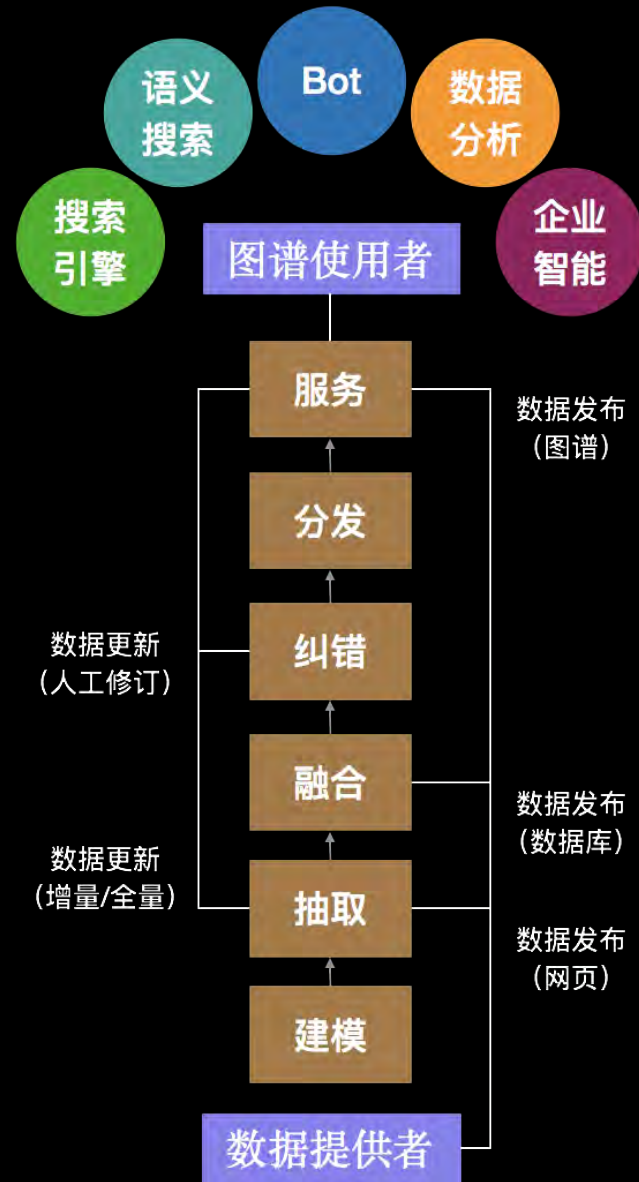 Bot
语义
搜索
数据
分析
搜索
引擎
企业
智能
图谱使用者
服务
数据发布
（图谱）
分发
纠错
数据更新
（人工修订）
融合
数据发布
（数据库）
数据更新
（增量/全量）
抽取
数据发布
（网页）
建模
数据提供者